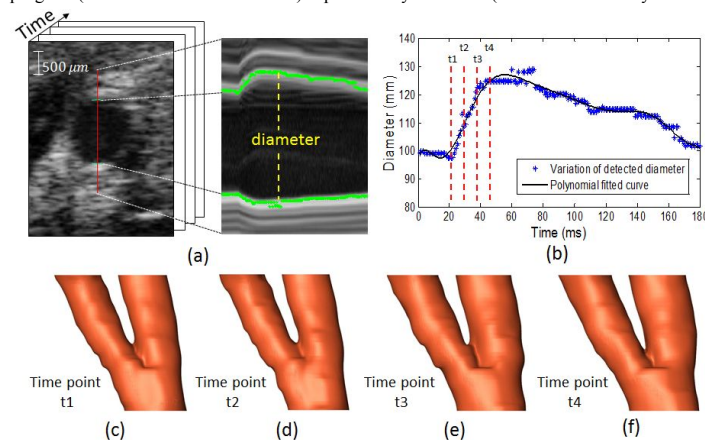 Time
500 μm
diameter
(a)
140
130
120
110
100
90
80
Diameter (mm)
t1
t2
t3
t4
Variation of detected diameter
Polynomial fitted curve
0
20
40
60
80
100
120
140
160
180
Time (ms)
(b)
Time point
t1
(c)
Time point
t2
(d)
Time point
t3
(e)
Time point
t4
(f)